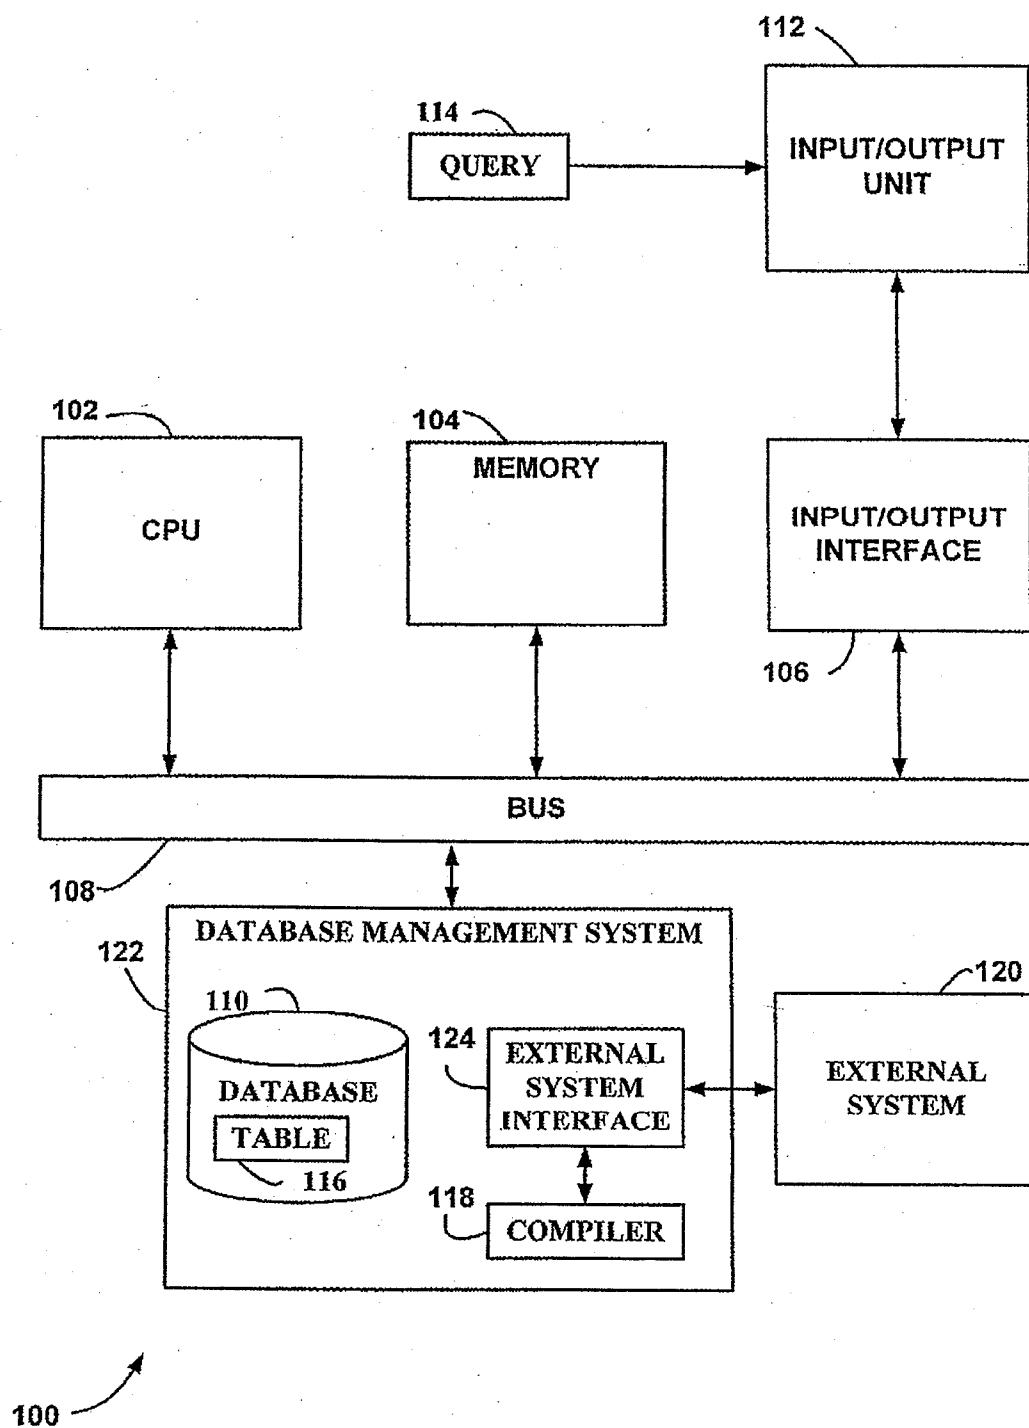 112
114
QUERY
INPUT/OUTPUT
UNIT
102
104
CPU
MEMORY
INPUT/OUTPUT
INTERFACE
106
BUS
108
DATABASE MANAGEMENT SYSTEM
122
110
DATABASE
TABLE
116
124
EXTERNAL
SYSTEM
INTERFACE
118
COMPILER
120
EXTERNAL
SYSTEM
100